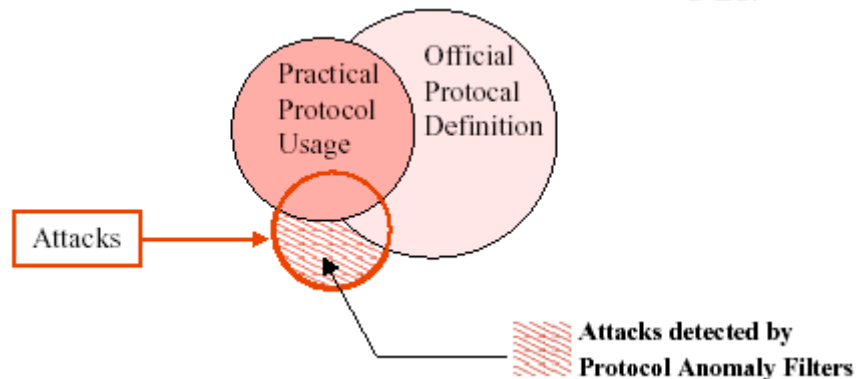 Practical
Protocol
Usage
Official
Protocal
Definition
Attacks
Attacks detected by
Protocol Anomaly Filters